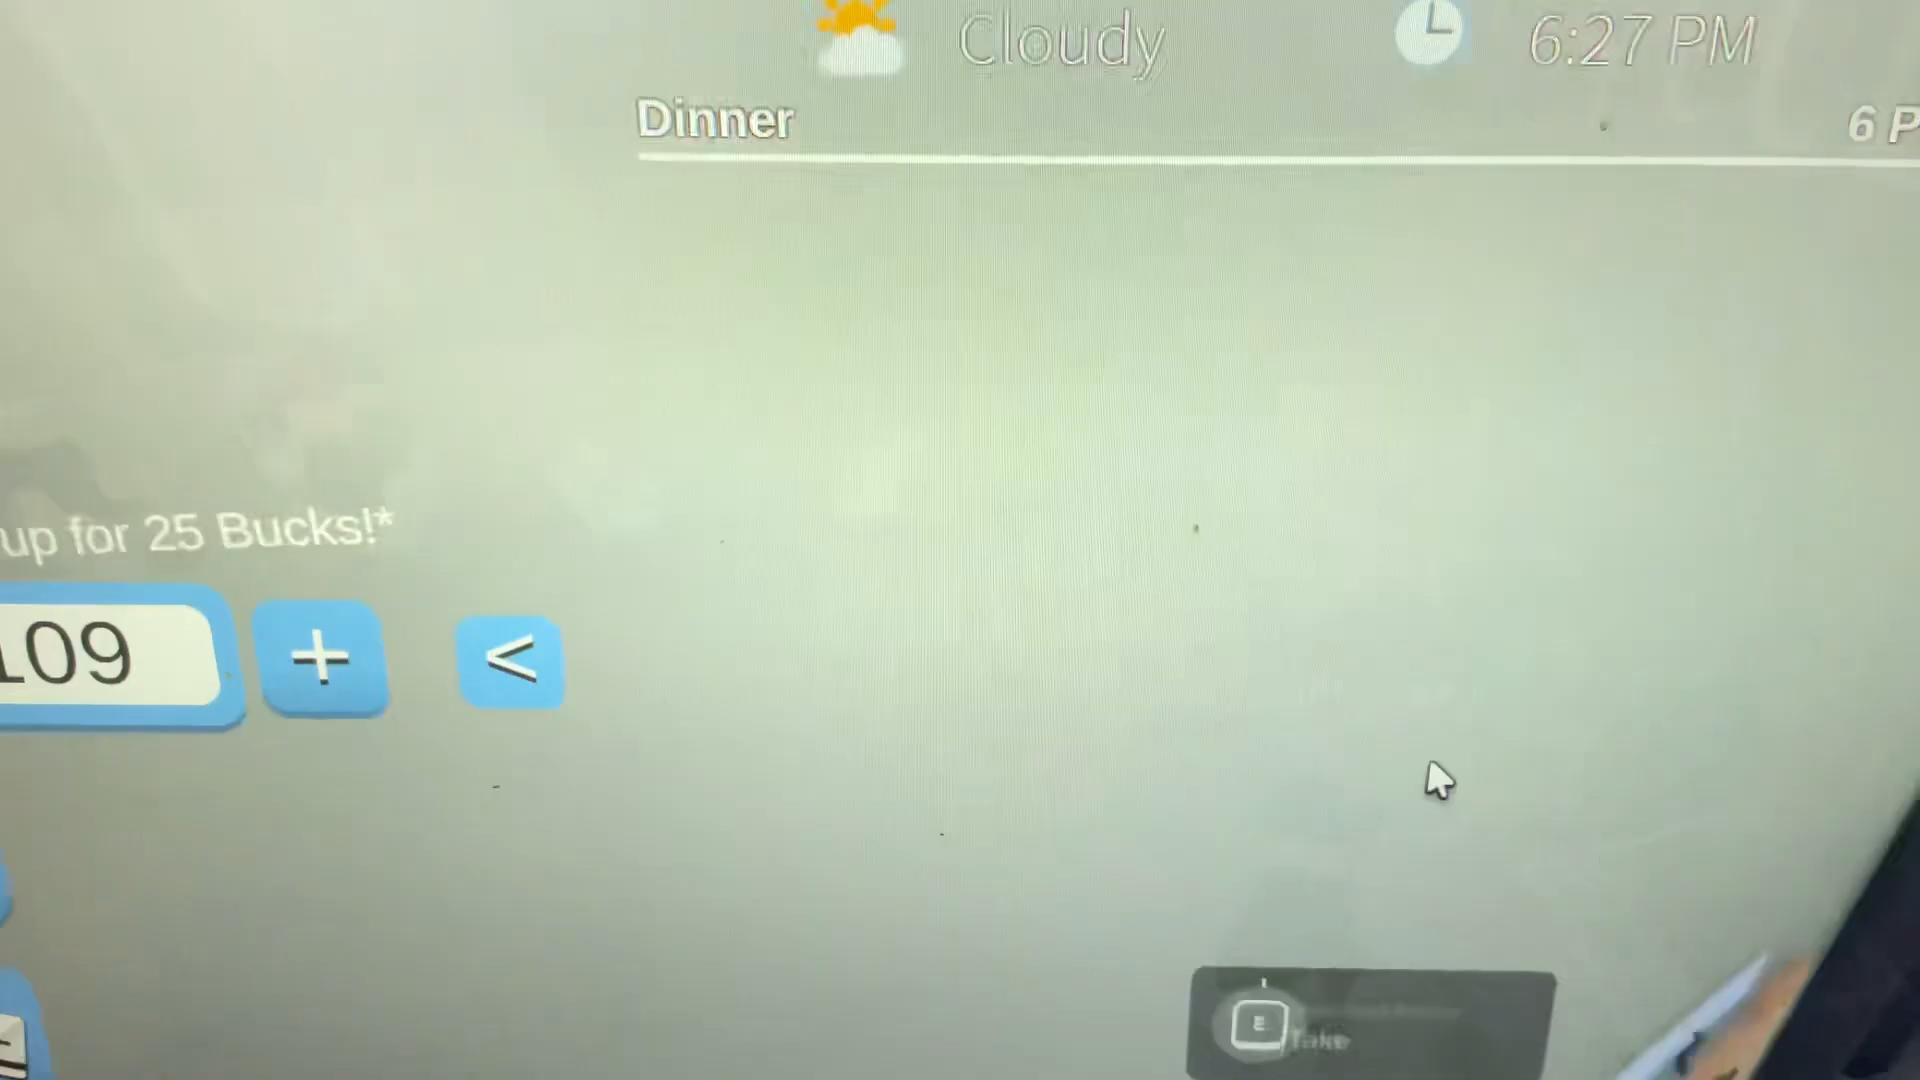 Cloudy
6:27 PM
Dinner
6 P
up for 25 Bucks!*
109
+
<
E
Take